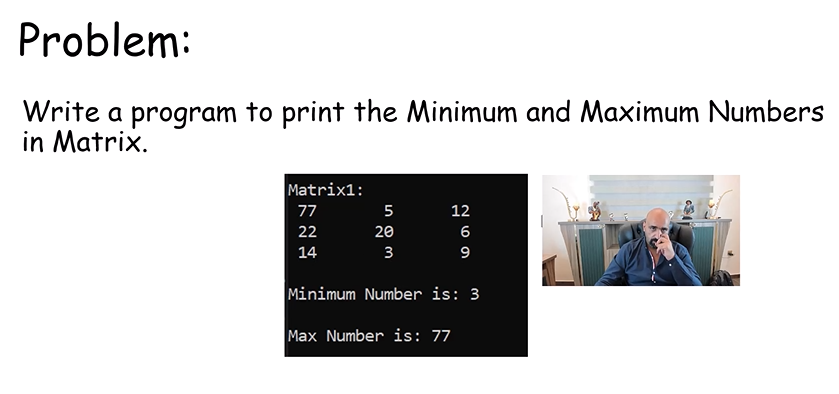 Problem:
Write a program to print the Minimum and Maximum Numbers
in Matrix.
Matrix1:
77 5 12
22 20 6
14 3 9
Minimum Number is: 3
Max Number is: 77